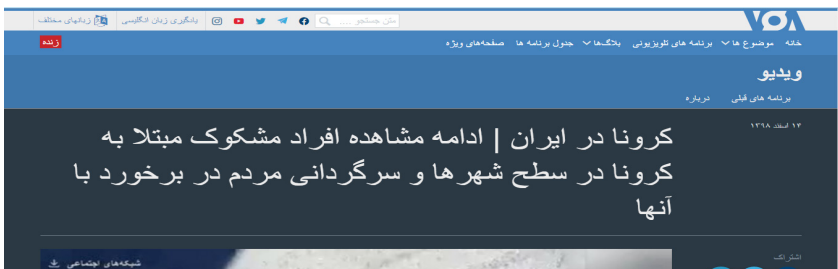 زبانهای مختلف
یادگیری زبان انگلیسی
متن جستجو ....
VOA
خانه موضوع ها برنامه های تلویزیونی بلاگ‌ها جدول برنامه ها صفحه‌های ویژه
زنده
ویدیو
برنامه های قبلی درباره
۱۴ اسفند ۱۳۹۸
کرونا در ایران | ادامه مشاهده افراد مشکوک مبتلا به
کرونا در سطح شهرها و سرگردانی مردم در برخورد با
آنها
اشتراک
شبکه‌های اجتماعی